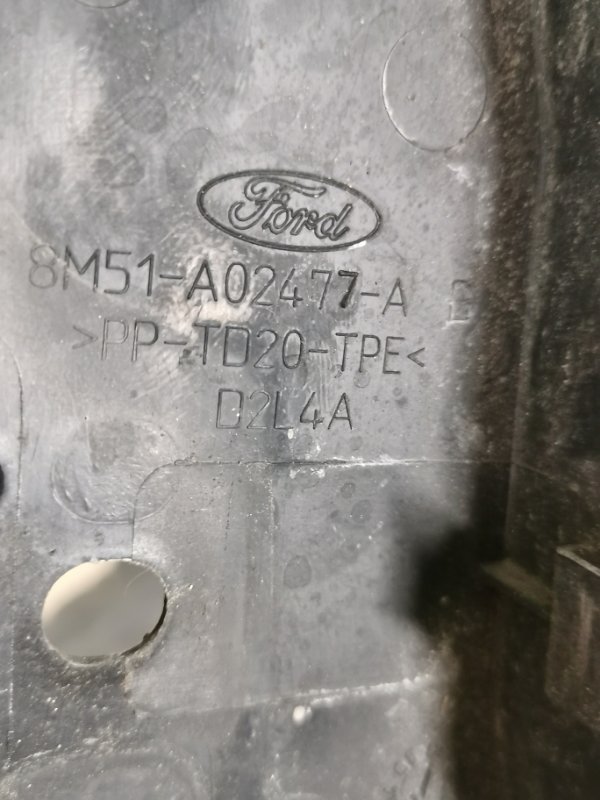 Ford
8M51-A02477-A
>PP-TD20-TPE<
D2L4A